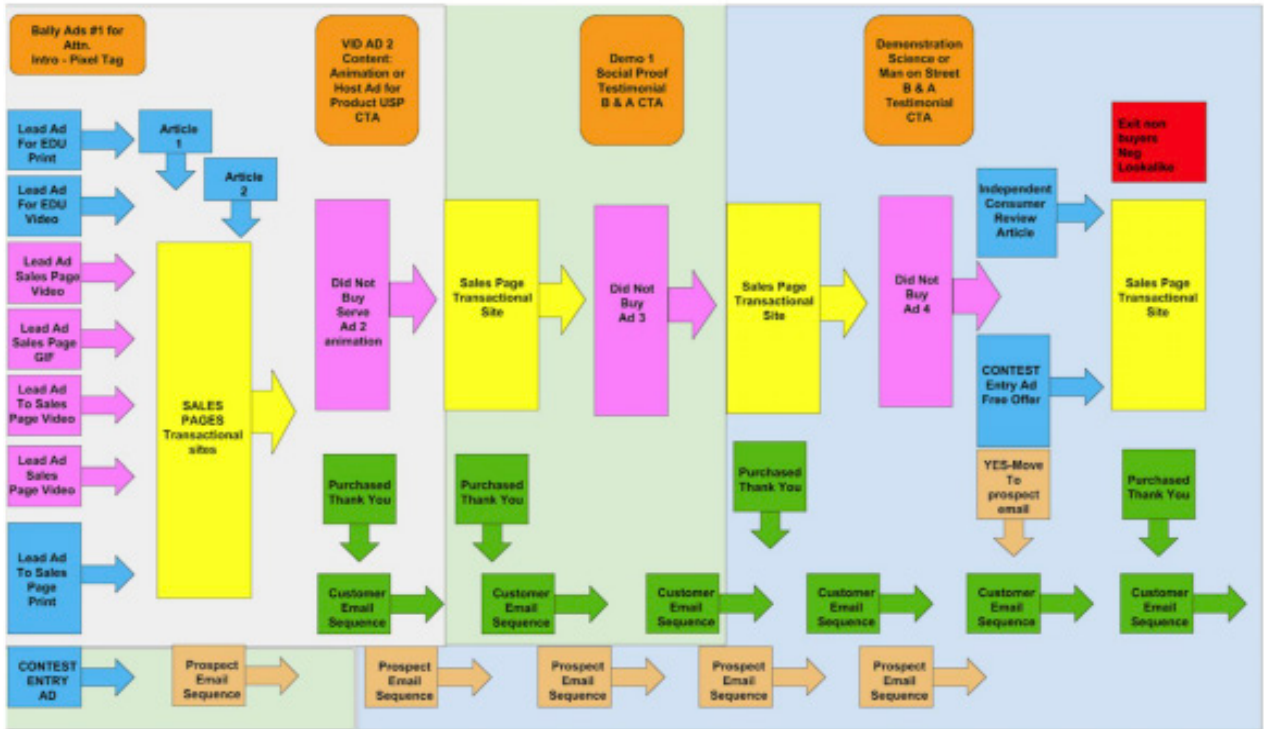 Bally Ads #1 for
Attn.
Intro - Pixel Tag
VID AD 2
Content:
Animation or
Host Ad for
Product USP
CTA
Demo 1
Social Proof
Testimonial
B & A CTA
Demonstration
Science or
Man on Street
B & A
Testimonial
CTA
Lead Ad
For EDU
Print
Article
1
Exit non
buyers
Neg
Lookalike
Lead Ad
For EDU
Video
Article
2
Independent
Consumer
Review
Article
Lead Ad
Sales Page
Video
Lead Ad
Sales Page
GIF
Lead Ad
To Sales
Page Video
Lead Ad
Sales
Page Video
Lead Ad
To Sales
Page
Print
SALES
PAGES
Transactional
sites
Did Not
Buy
Serve
Ad 2
animation
Sales Page
Transactional
Site
Did Not
Buy
Ad 3
Sales Page
Transactional
Site
Did Not
Buy
Ad 4
Sales Page
Transactional
Site
CONTEST
Entry Ad
Free Offer
YES-Move
To
prospect
email
Purchased
Thank You
Purchased
Thank You
Purchased
Thank You
Purchased
Thank You
Customer
Email
Sequence
Customer
Email
Sequence
Customer
Email
Sequence
Customer
Email
Sequence
Customer
Email
Sequence
Customer
Email
Sequence
CONTEST
ENTRY
AD
Prospect
Email
Sequence
Prospect
Email
Sequence
Prospect
Email
Sequence
Prospect
Email
Sequence
Prospect
Email
Sequence